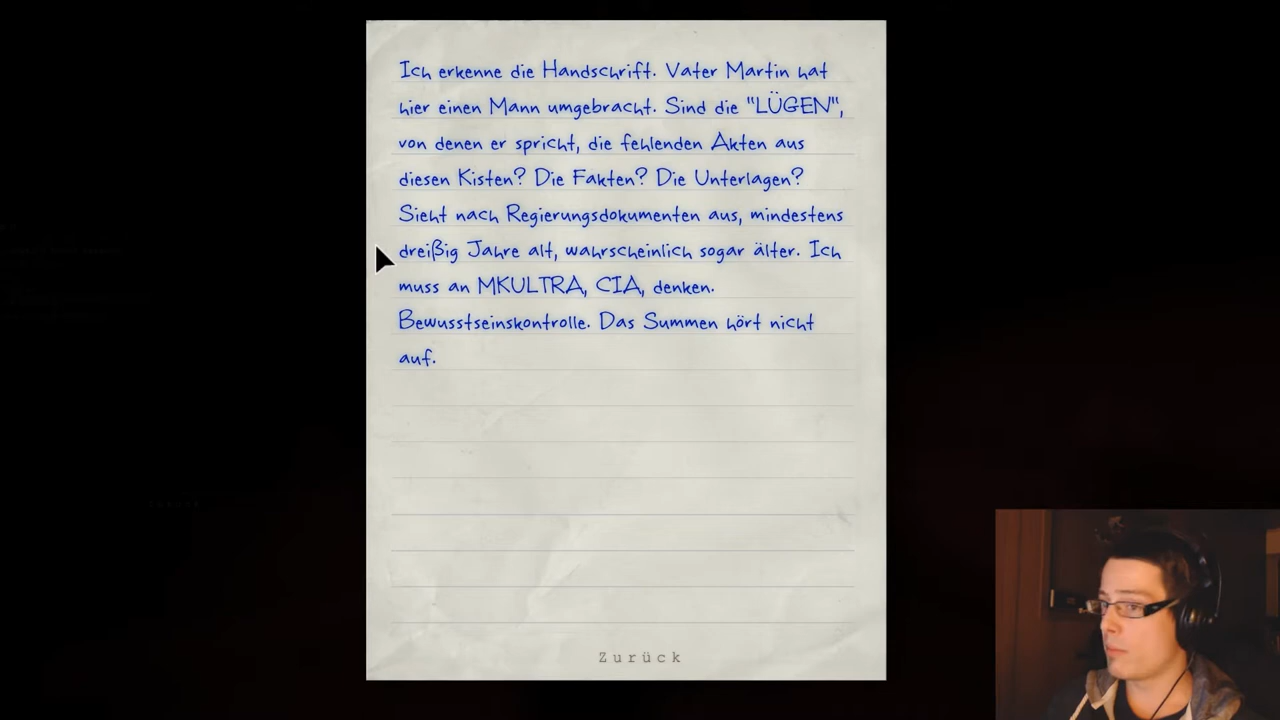 Ich erkenne die Handschrift. Vater Martin hat
hier einen Mann umgebracht. Sind die "LÜGEN",
von denen er spricht, die fehlenden Akten aus
diesen Kisten? Die Fakten? Die Unterlagen?
Sieht nach Regierungsdokumenten aus, mindestens
dreißig Jahre alt, wahrscheinlich sogar älter. Ich
muss an MKULTRA, CIA, denken.
Bewusstseinskontrolle. Das Summen hört nicht
auf.
Zurück